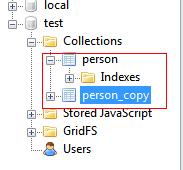 local
test
Collections
person
Indexes
person_copy
Stored JavaScript
GridFS
Users